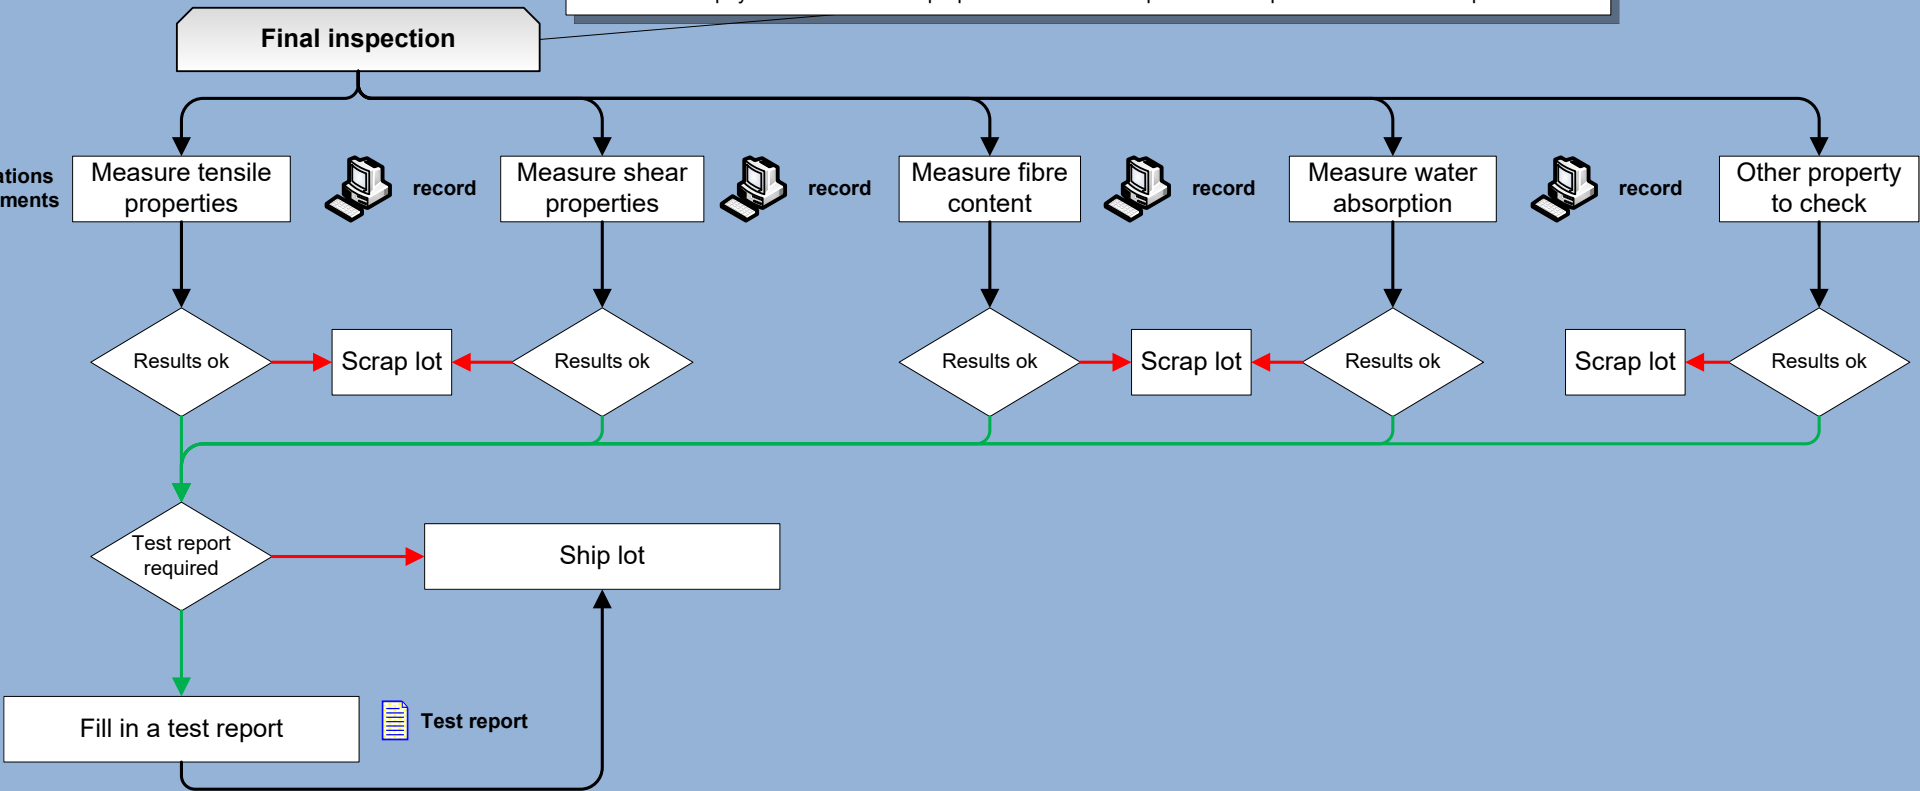 Final inspection
Measure tensile
properties
record
Measure shear
properties
record
Measure fibre
content
record
Measure water
absorption
record
Other property
to check
Results ok
Scrap lot
Results ok
Results ok
Scrap lot
Results ok
Scrap lot
Results ok
Test report
required
Ship lot
Fill in a test report
Test report